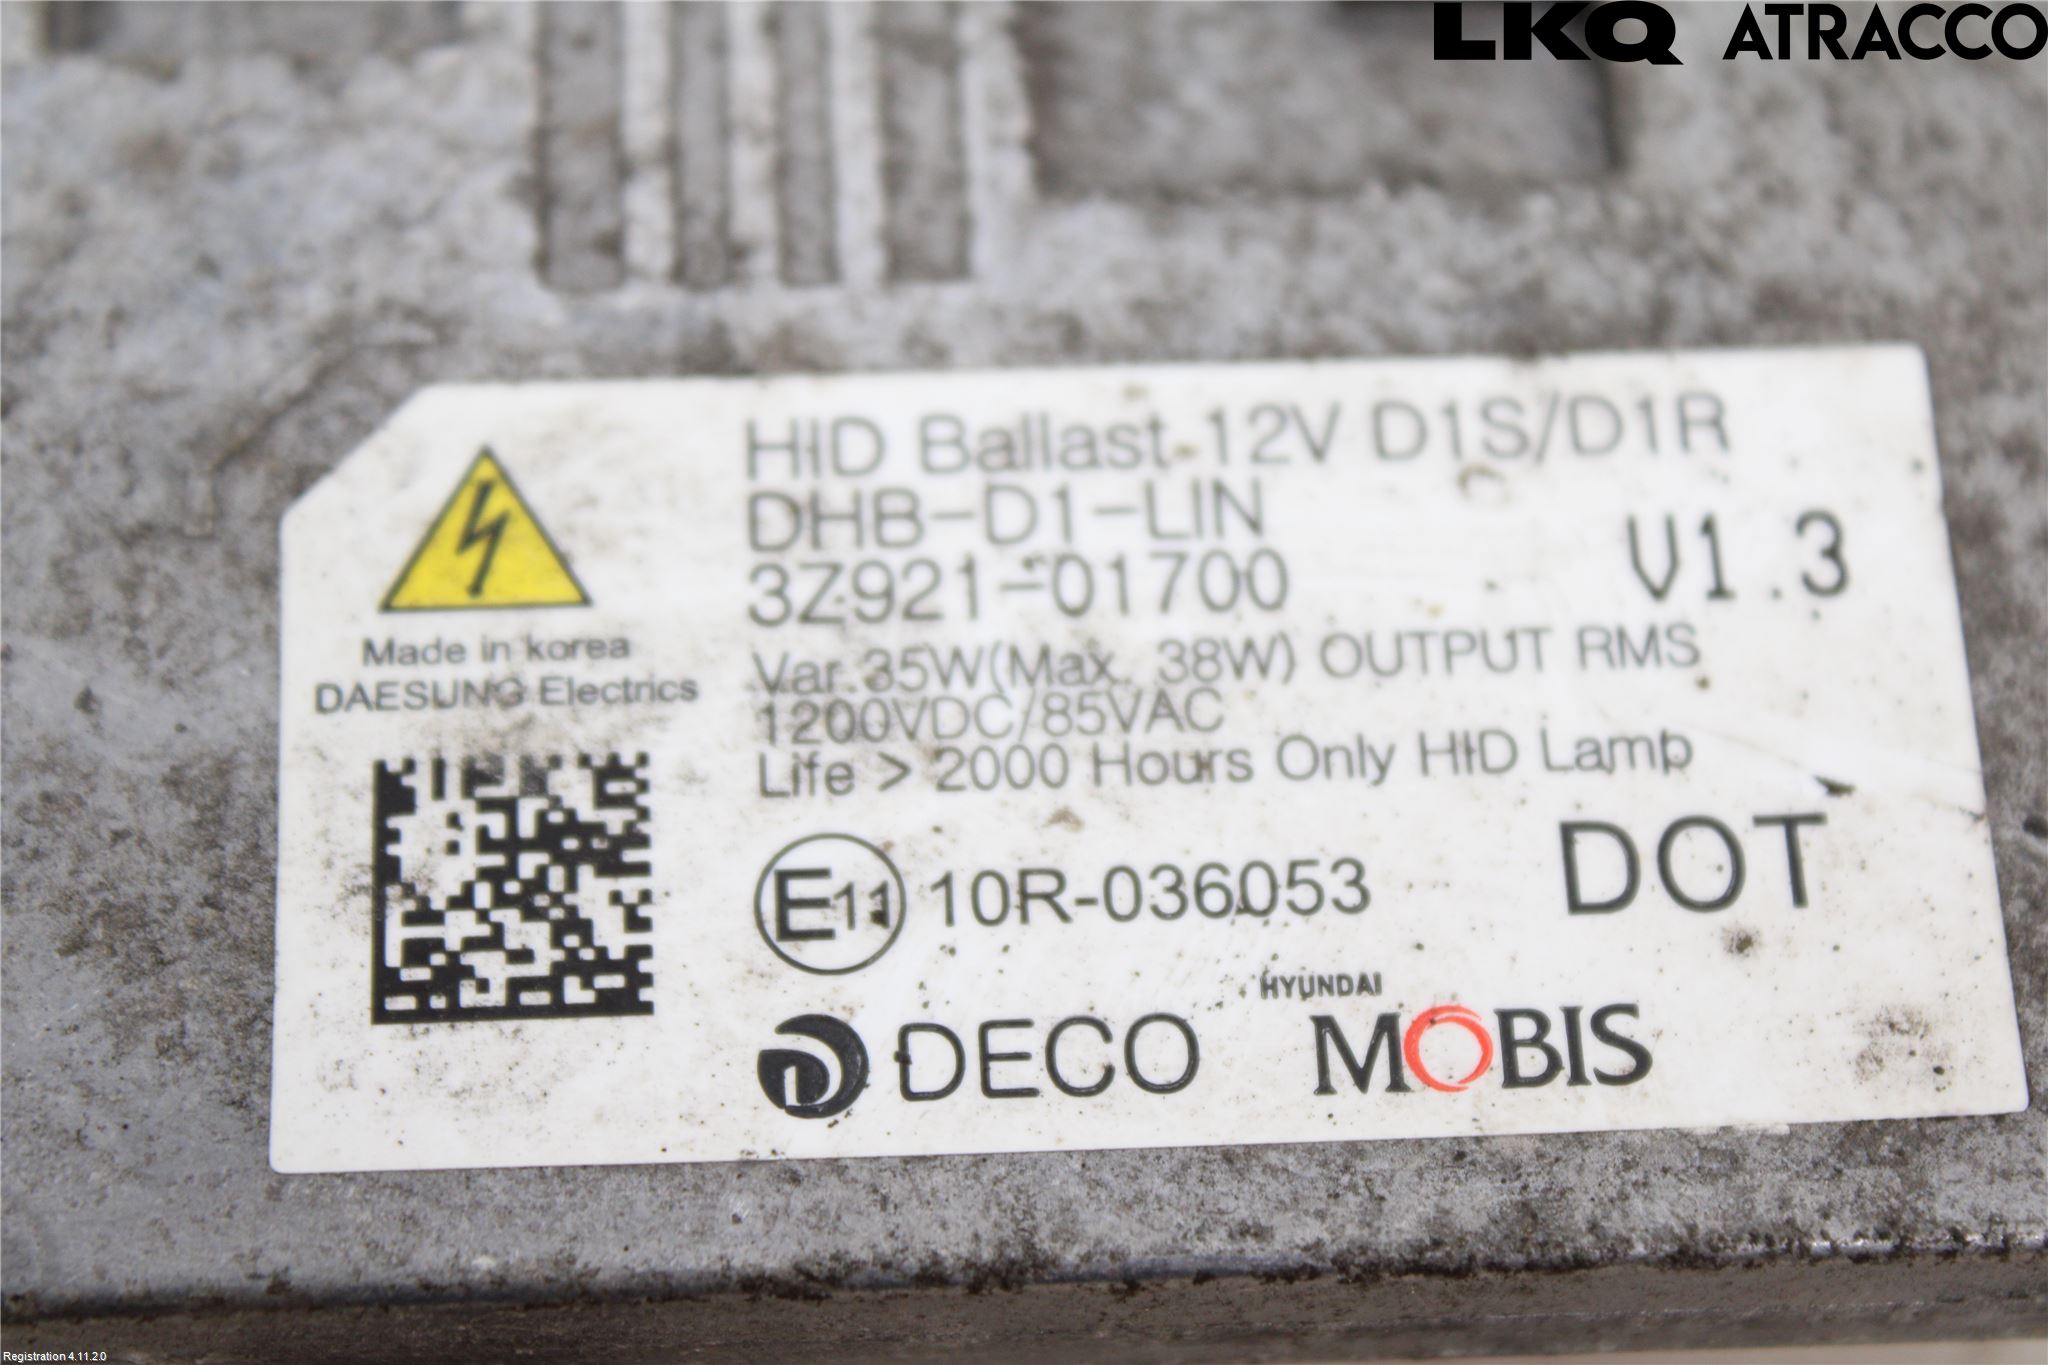 LKQ ATRACCO
HID Ballast 12V D1S/D1R
DHB-D1-LIN
3Z921-01700
V1.3
Made in korea
DAESUNG Electrics
Var.35W(Max. 38W) OUTPUT RMS
1200VDC/85VAC
Life > 2000 Hours Only HID Lamp
E11 10R-036053
DOT
DECO
HYUNDAI
MOBIS
Registration 4.11.2.0